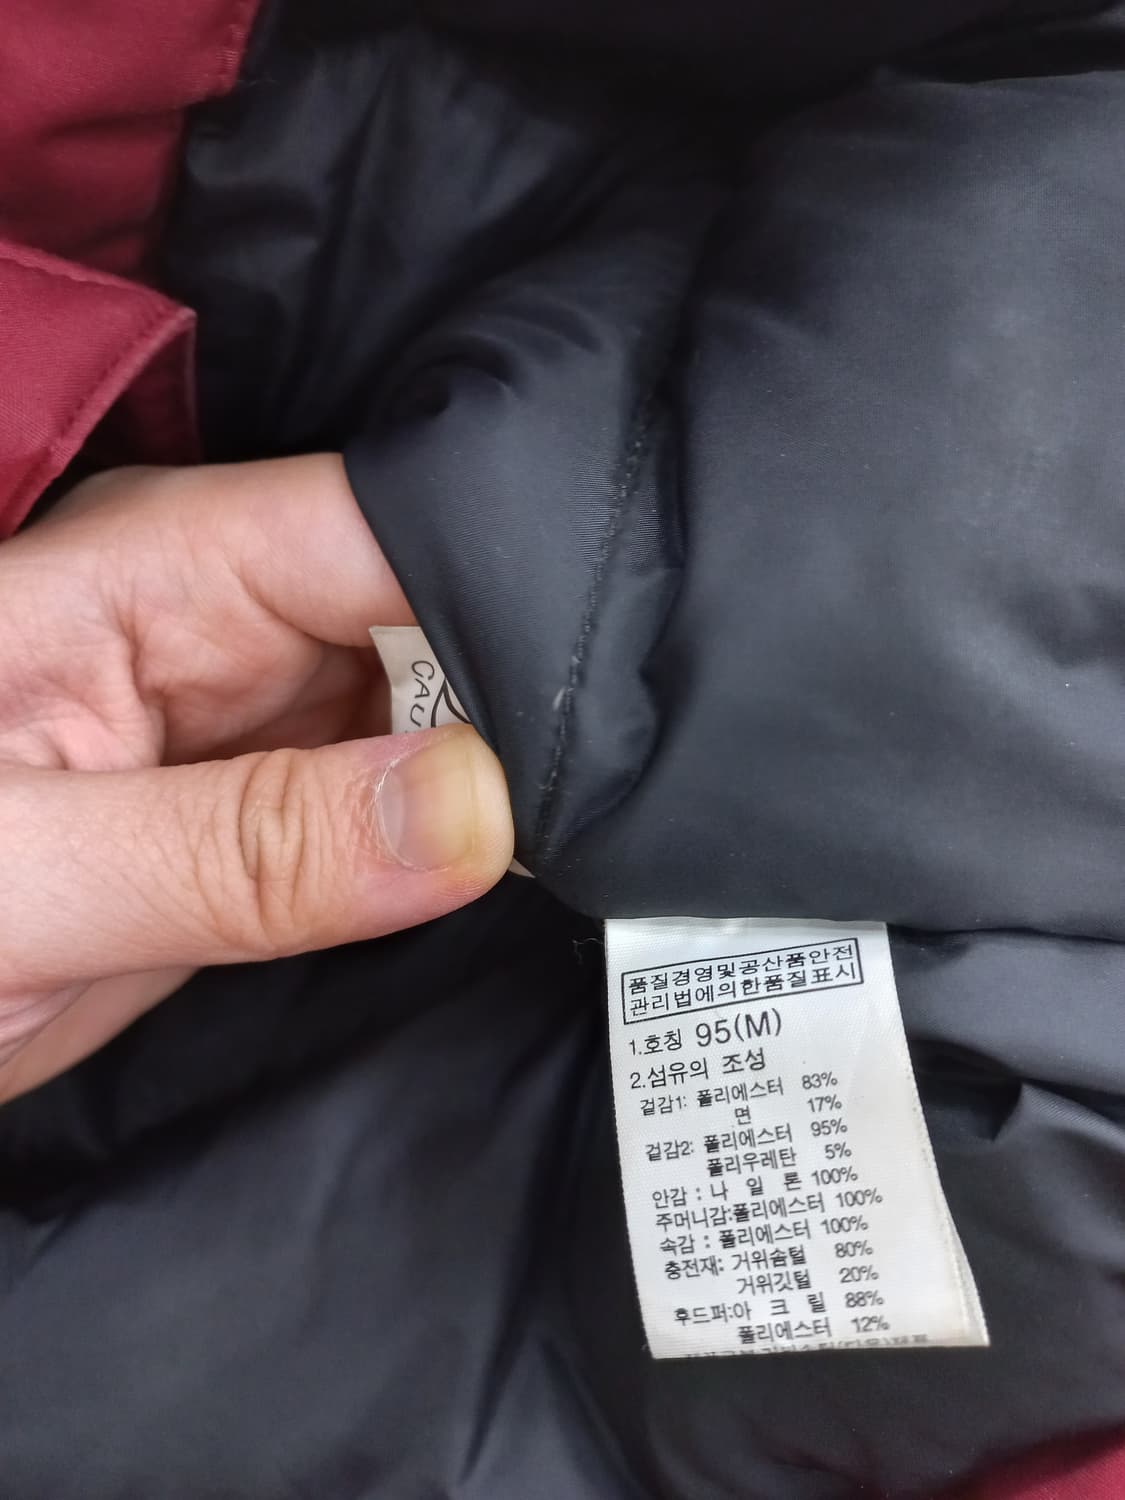 CAU
품질경영및공산품안전
관리법에의한품질표시
1.호칭 95(M)
2.섬유의 조성
겉감1: 폴리에스터 83%
면 17%
겉감2: 폴리에스터 95%
폴리우레탄 5%
안감 : 나 일 론 100%
주머니감:폴리에스터 100%
속감 : 폴리에스터 100%
충전재: 거위솜털 80%
거위깃털 20%
후드퍼:아 크 릴 88%
폴리에스터 12%